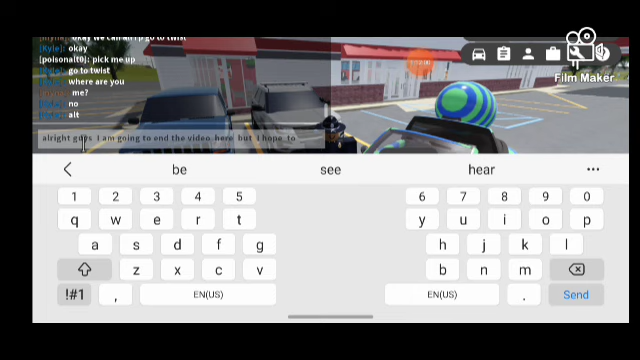 okay we can all go to twist
[Kyle]: okay
[poisonalt0]: pick me up
go to twist
where are you
me?
no
alt
alright guys I am going to end the video here but I hope to
Film Maker
be see hear ...
1 2 3 4 5 6 7 8 9 0
q w e r t y u i o p
a s d f g h j k l
z x c v b n m
!#1 , EN(US) EN(US) . Send